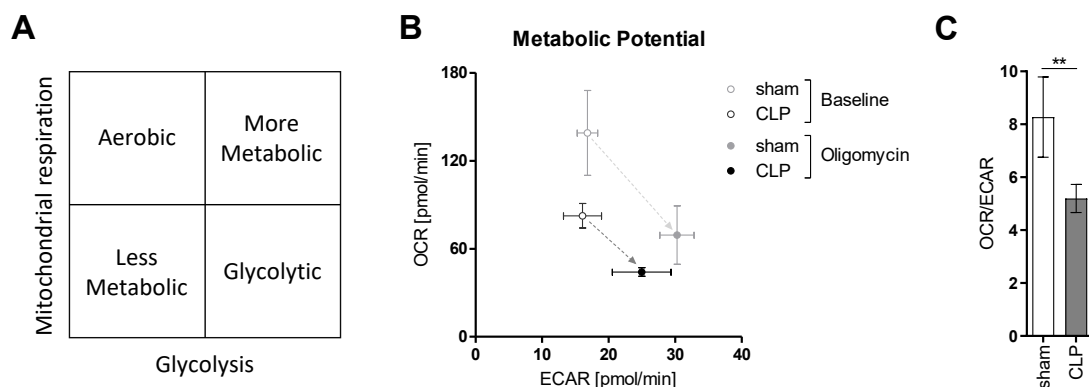 A
Mitochondrial respiration
Aerobic
More
Metabolic
Less
Metabolic
Glycolytic
Glycolysis
B
Metabolic Potential
OCR [pmol/min]
180
120
60
0
0
10
20
30
40
ECAR [pmol/min]
sham
CLP
Baseline
sham
CLP
Oligomycin
C
**
OCR/ECAR
10
8
6
4
2
0
sham
CLP